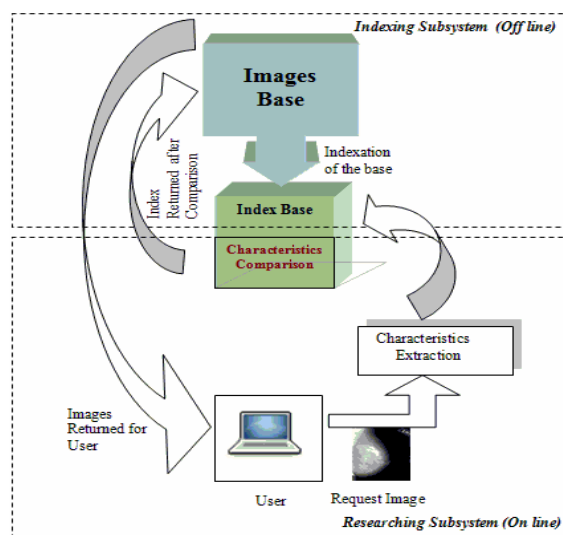 Indexing Subsystem (Off line)
Images
Base
Indexation
of the base
Index
Returned after
Comparison
Index Base
Characteristics
Comparison
Characteristics
Extraction
Images
Returned for
User
User
Request Image
Researching Subsystem (On line)